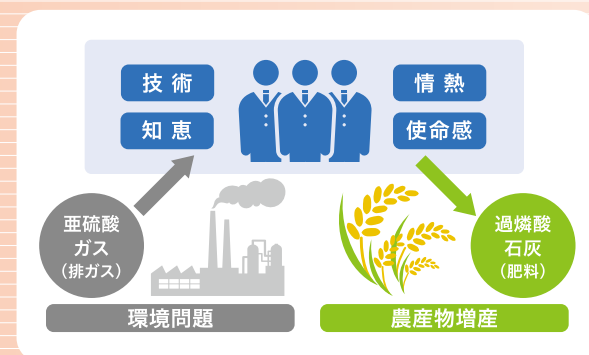 技術
情熱
知恵
使命感
亜硫酸
ガス
（排ガス）
過燐酸
石灰
（肥料）
環境問題
農産物増産